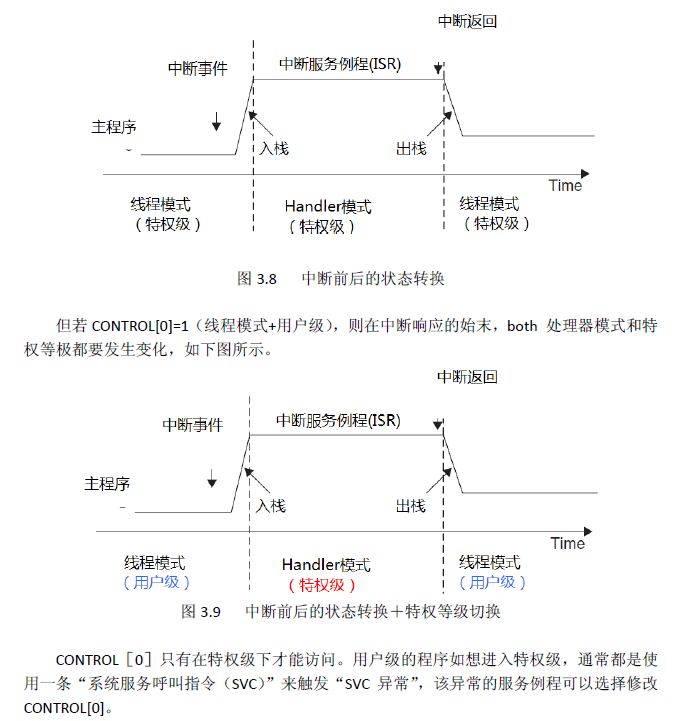 中断返回
中断事件
中断服务例程(ISR)
主程序
入栈
出栈
Time
线程模式
（特权级）
Handler模式
（特权级）
线程模式
（特权级）
图 3.8 中断前后的状态转换
但若 CONTROL[0]=1（线程模式+用户级），则在中断响应的始末，both 处理器模式和特
权等极都要发生变化，如下图所示。
中断返回
中断事件
中断服务例程(ISR)
主程序
入栈
出栈
Time
线程模式
（用户级）
Handler模式
（特权级）
线程模式
（用户级）
图 3.9 中断前后的状态转换＋特权等级切换
CONTROL［0］只有在特权级下才能访问。用户级的程序如想进入特权级，通常都是使
用一条“系统服务呼叫指令（SVC）”来触发“SVC 异常”，该异常的服务例程可以选择修改
CONTROL[0]。